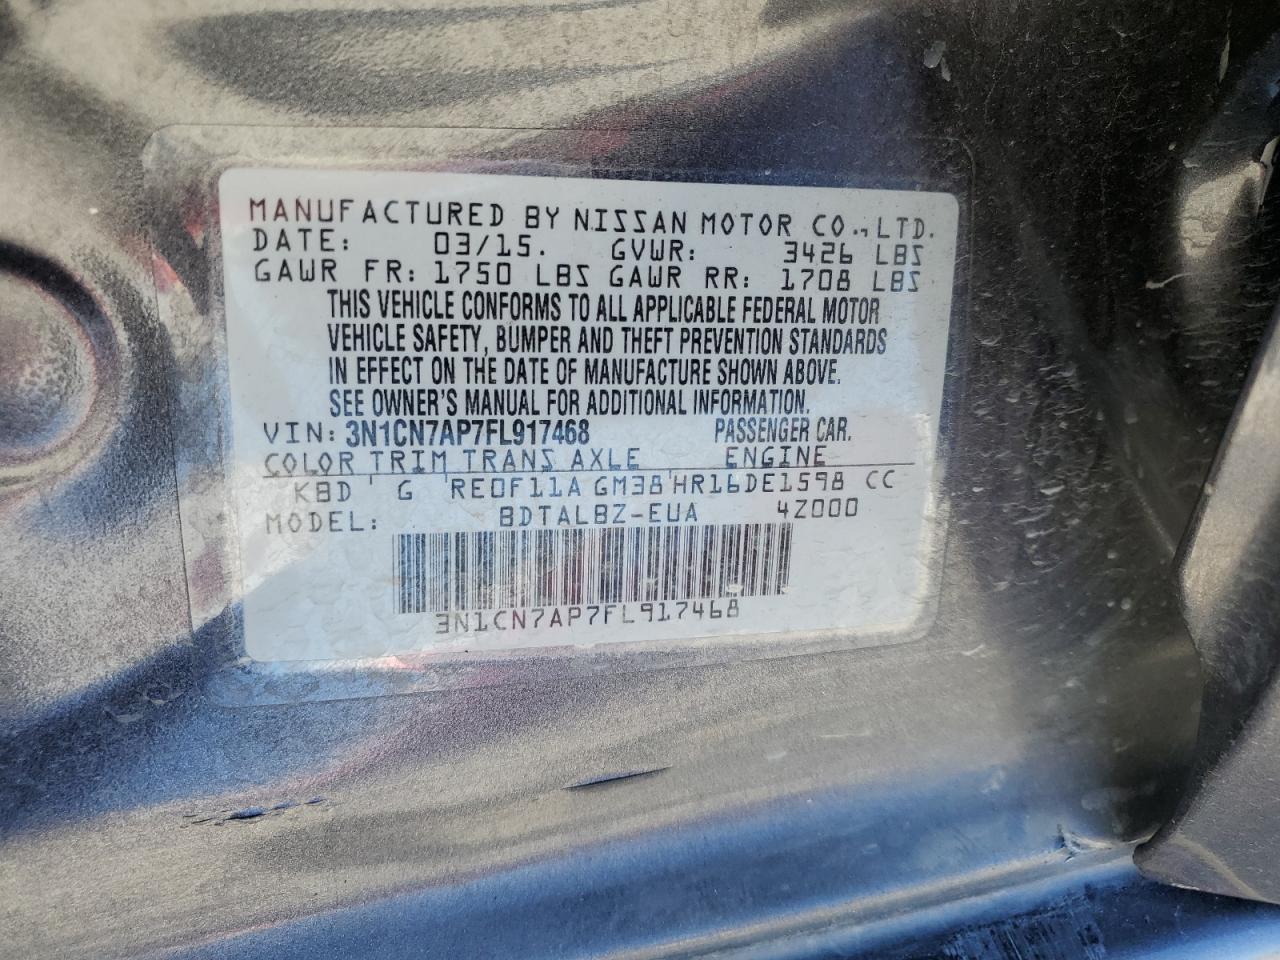 MANUFACTURED BY NISSAN MOTOR CO., LTD.
DATE: 03/15. GVWR: 3426 LBS
GAWR FR: 1750 LBS GAWR RR: 1708 LBS
THIS VEHICLE CONFORMS TO ALL APPLICABLE FEDERAL MOTOR
VEHICLE SAFETY, BUMPER AND THEFT PREVENTION STANDARDS
IN EFFECT ON THE DATE OF MANUFACTURE SHOWN ABOVE.
SEE OWNER'S MANUAL FOR ADDITIONAL INFORMATION.
VIN: 3N1CN7AP7FL917468 PASSENGER CAR.
COLOR TRIM TRANS AXLE ENGINE
KBD G RE0F11A GM38 HR16DE1598 CC
MODEL: BDTALBZ-EUA 4Z000
3N1CN7AP7FL917468